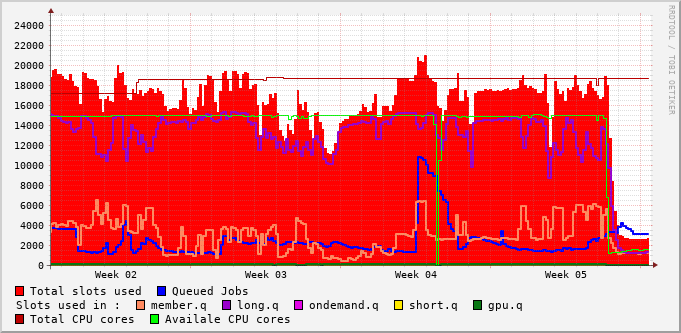 24000
22000
20000
18000
16000
14000
12000
10000
8000
6000
4000
2000
0
Week 02 Week 03 Week 04 Week 05
RRDTOOL / TOBI OETIKER
Total slots used Queued Jobs
Slots used in : member.q long.q ondemand.q short.q gpu.q
Total CPU cores Availale CPU cores